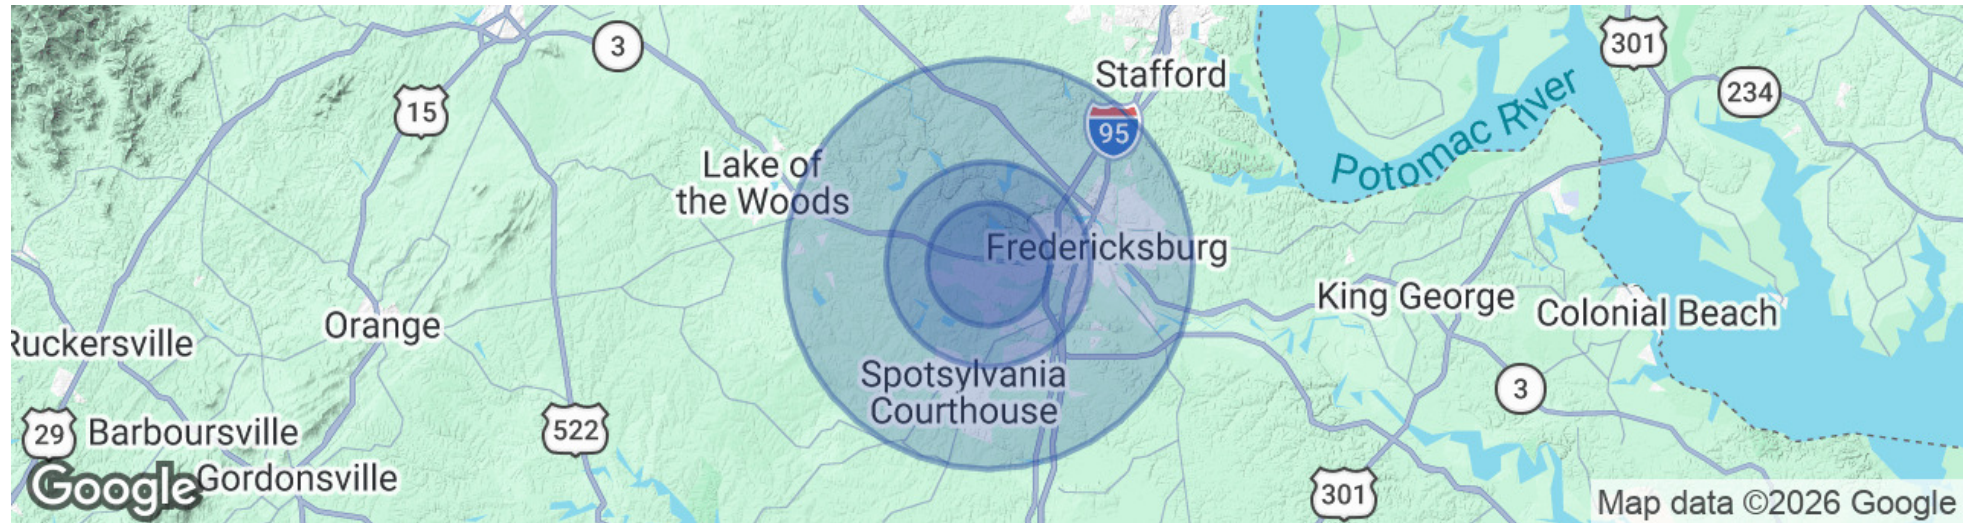 3
301
Stafford
234
15
95
Potomac River
Lake of
the Woods
Fredericksburg
King George
Colonial Beach
Orange
Ruckersville
Spotsylvania
Courthouse
3
29
Barboursville
522
Google
Gordonsville
301
Map data ©2026 Google